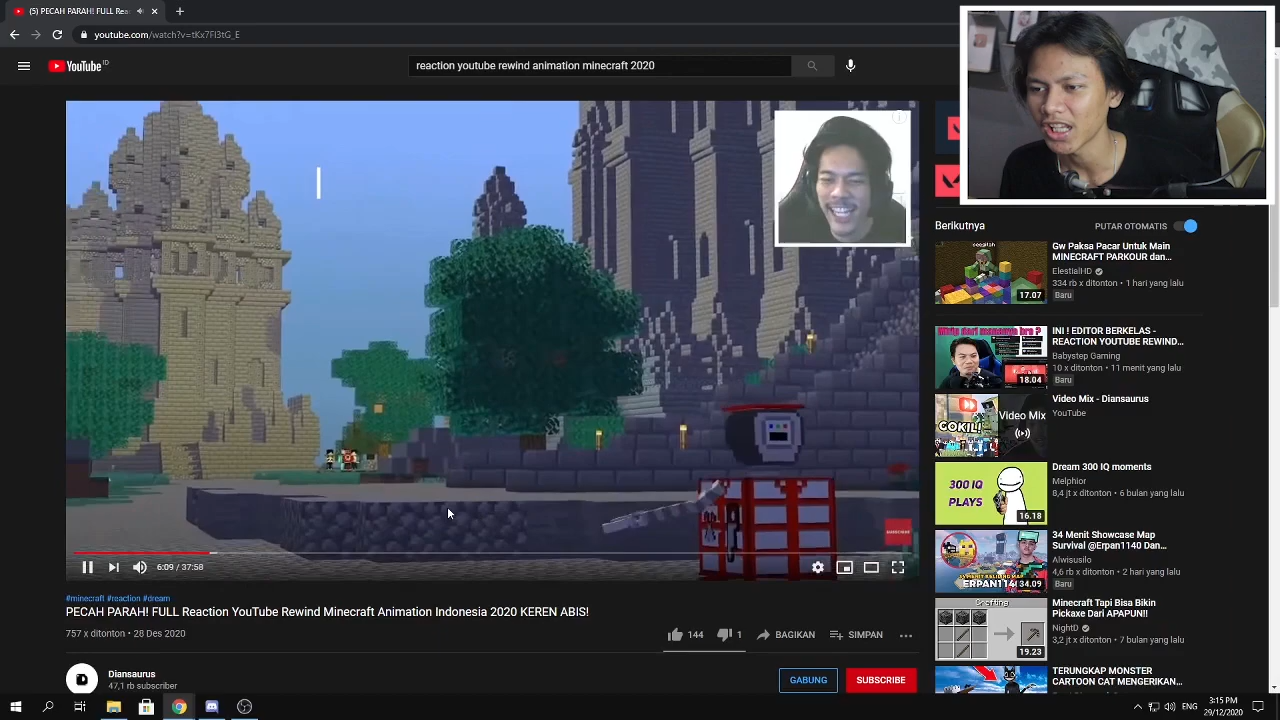 (5) PECAH PARAH! FULL Rea
youtube.com/watch?v=tKx7Fl3tG_E
YouTube ID
reaction youtube rewind animation minecraft 2020
Berikutnya
PUTAR OTOMATIS
Gw Paksa Pacar Untuk Main
MINECRAFT PARKOUR dan…
ElestialHD
334 rb x ditonton • 1 hari yang lalu
Baru
17.07
INI ! EDITOR BERKELAS -
REACTION YOUTUBE REWIND…
Babystep Gaming
10 x ditonton • 11 menit yang lalu
Baru
18.04
GOKIL!
Video Mix
Video Mix - Diansaurus
YouTube
300 IQ
PLAYS
16.18
Dream 300 IQ moments
Melphior
8,4 jt x ditonton • 6 bulan yang lalu
34 Menit Showcase Map
Survival @Erpan1140 Dan…
Alwisusilo
4,6 rb x ditonton • 2 hari yang lalu
Baru
34.09
Crafting
19.23
Minecraft Tapi Bisa Bikin
Pickaxe Dari APAPUN!!
NightD
3,2 jt x ditonton • 7 bulan yang lalu
TERUNGKAP MONSTER
CARTOON CAT MENGERIKAN…
SUBSCRIBE
6:09 / 37:58
#minecraft #reaction #dream
PECAH PARAH! FULL Reaction YouTube Rewind Minecraft Animation Indonesia 2020 KEREN ABIS!
757 x ditonton • 28 Des 2020
144
1
BAGIKAN
SIMPAN
Diansaurus
47,1 rb subscriber
GABUNG
SUBSCRIBE
ENG
3:15 PM
29/12/2020